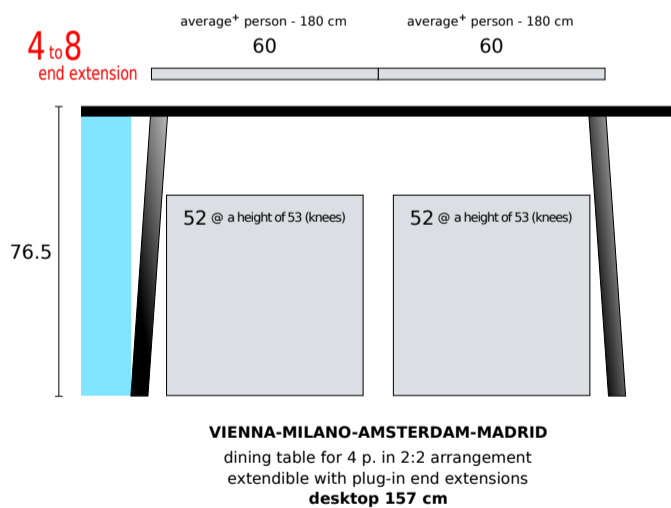 average+ person - 180 cm
average+ person - 180 cm
4 to 8
60
60
end extension
52 @ a height of 53 (knees)
52 @ a height of 53 (knees)
76.5
VIENNA-MILANO-AMSTERDAM-MADRID
dining table for 4 p. in 2:2 arrangement
extendible with plug-in end extensions
desktop 157 cm